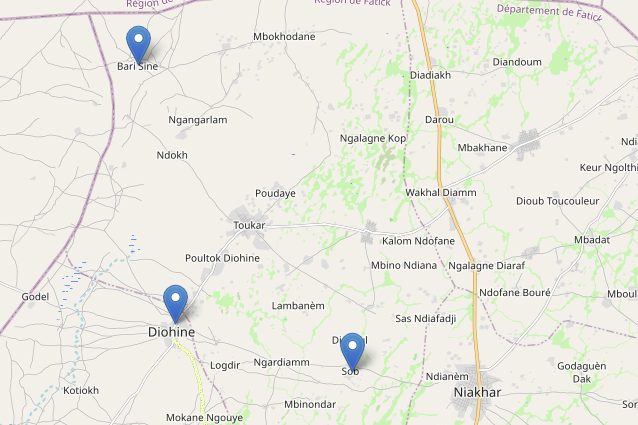 Région de
Région de Fatick
Département de Fatick
Mbokhodane
Diandoum
Bari Sine
Diadiakh
Ngangarlam
Darou
Ngalagne Kop
Mbakhane
Ndokh
Keur Ngolthi
Poudaye
Wakhal Diamm
Dioub Toucouleur
Toukar
Kalom Ndofane
Mbadat
Poultok Diohine
Mbino Ndiana
Ngalagne Diaraf
Godel
Ndofane Bouré
Mboul
Lambanèm
Sas Ndiafadji
Diohine
Sob
Logdir
Ngardiamm
Godaguèn
Dak
Ndianèm
Kotiokh
Niakhar
Mbinondar
Sor
Mokane Ngouye